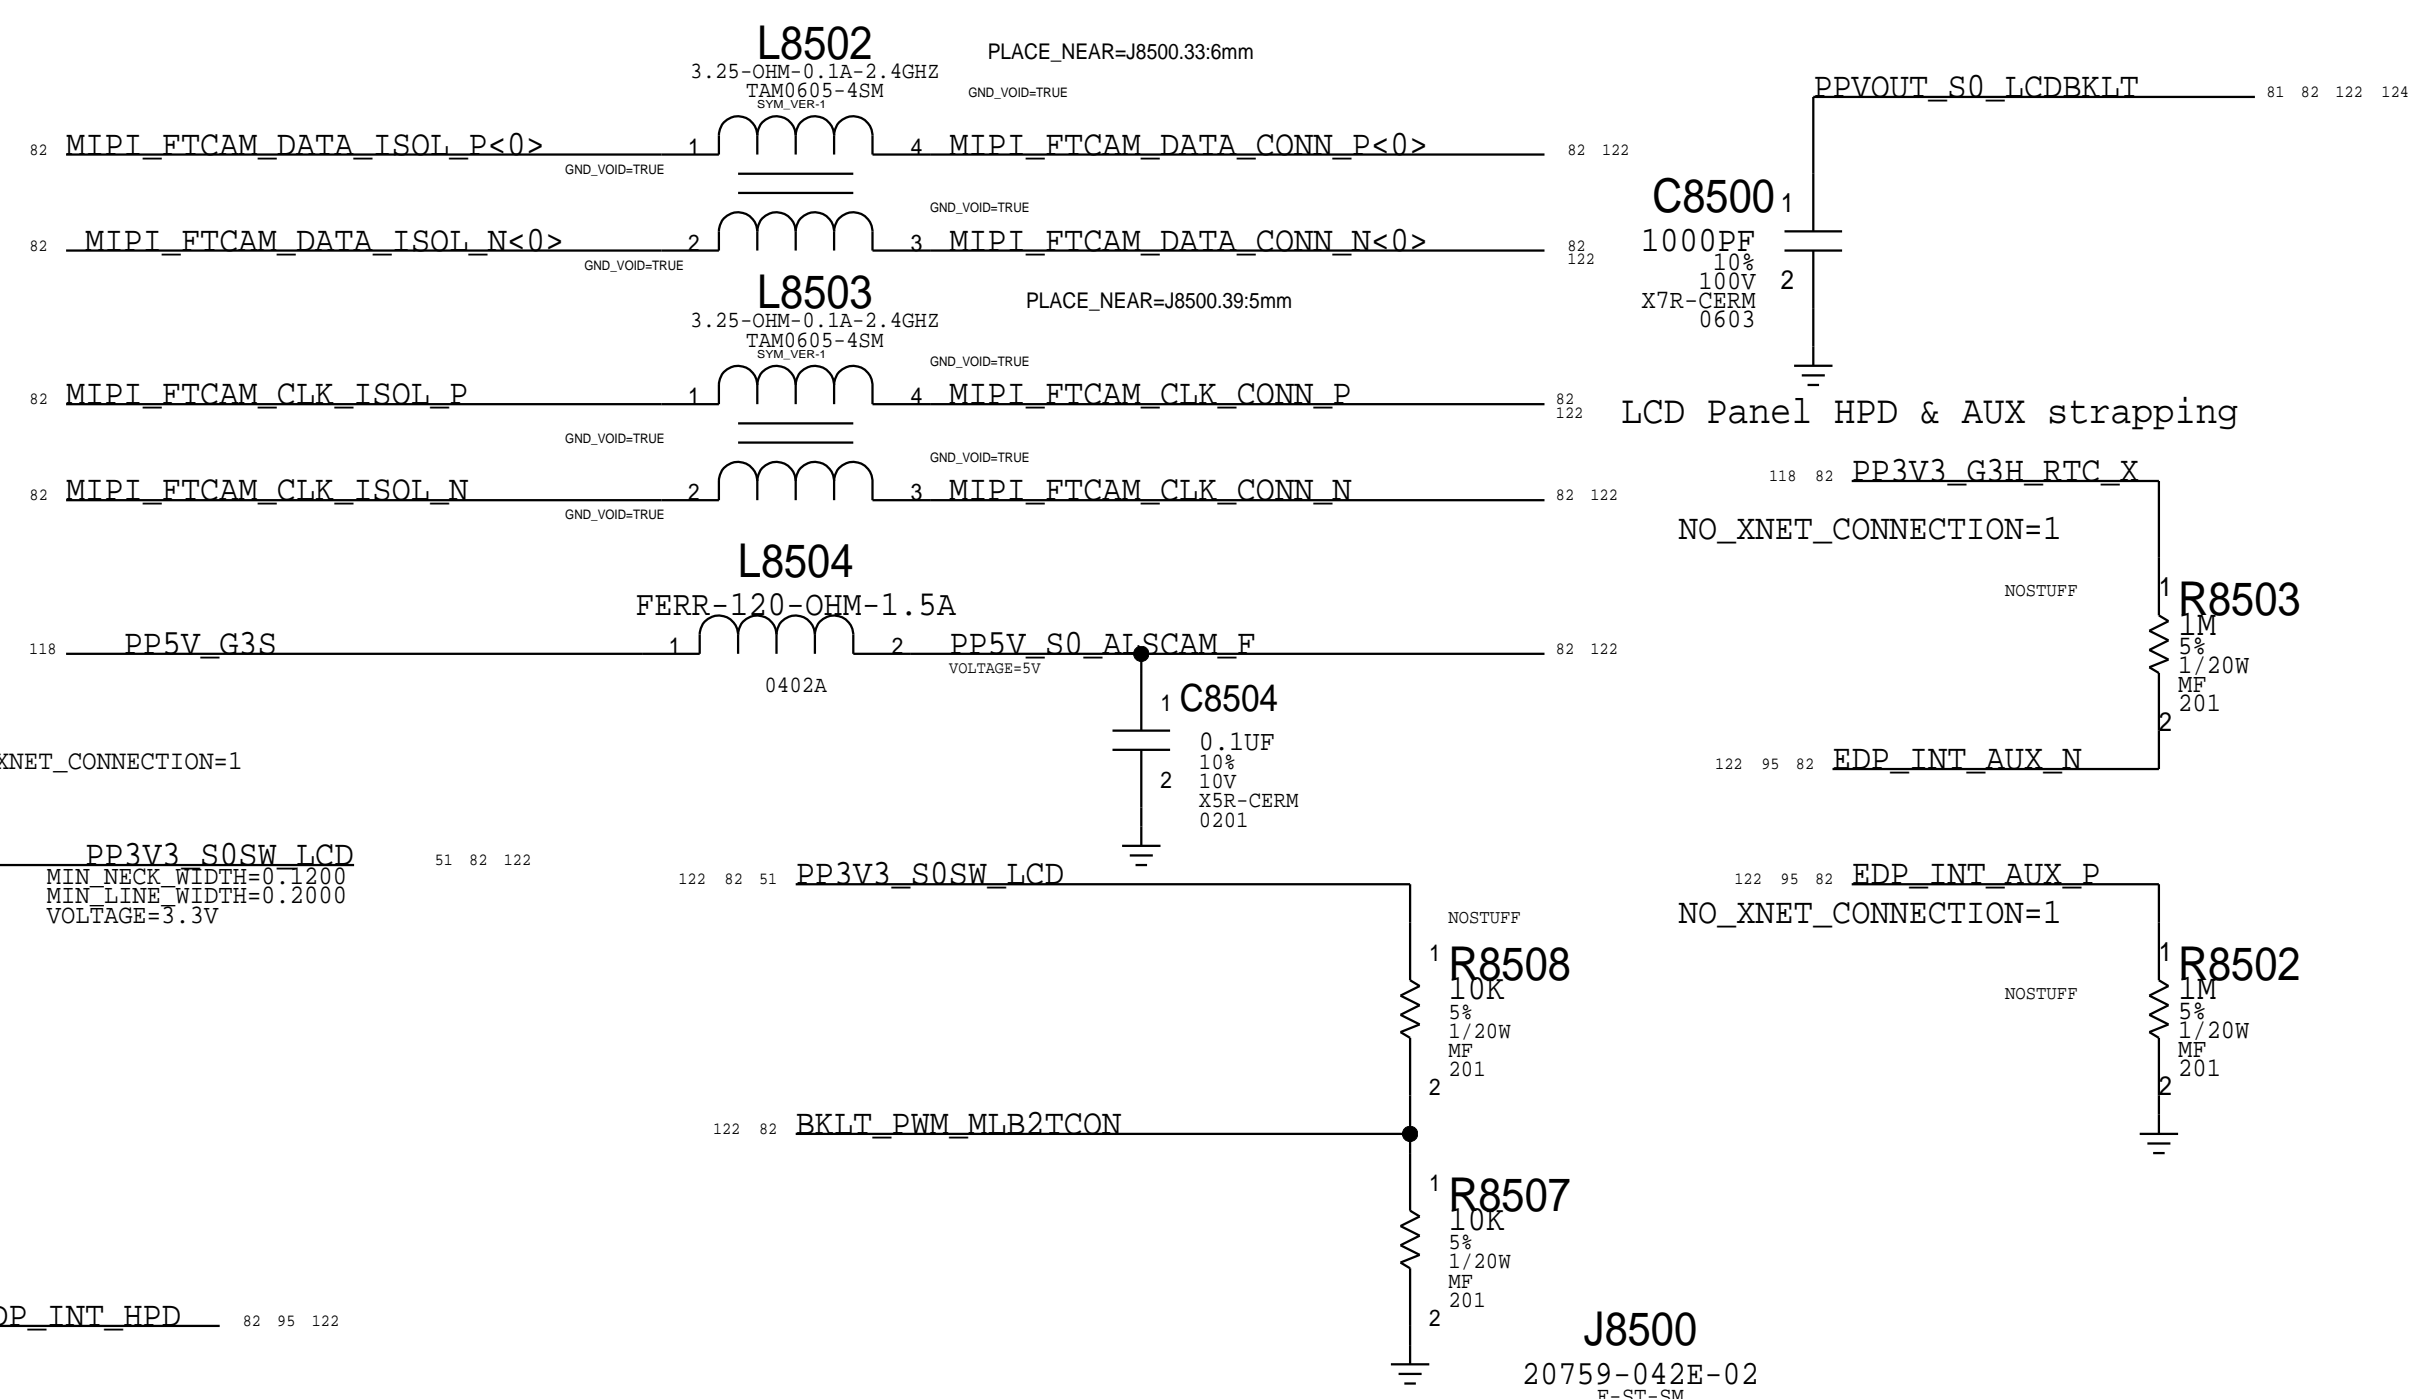 L8502
3.25-OHM-0.1A-2.4GHZ
TAM0605-4SM
SYM_VER-1
PLACE_NEAR=J8500.33:6mm
GND_VOID=TRUE
82 MIPI_FTCAM_DATA_ISOL_P<0> 1 4 MIPI_FTCAM_DATA_CONN_P<0> 82 122
GND_VOID=TRUE
GND_VOID=TRUE
82 MIPI_FTCAM_DATA_ISOL_N<0> 2 3 MIPI_FTCAM_DATA_CONN_N<0> 82
122
GND_VOID=TRUE
L8503
3.25-OHM-0.1A-2.4GHZ
TAM0605-4SM
SYM_VER-1
PLACE_NEAR=J8500.39:5mm
GND_VOID=TRUE
82 MIPI_FTCAM_CLK_ISOL_P 1 4 MIPI_FTCAM_CLK_CONN_P 82
122
GND_VOID=TRUE
GND_VOID=TRUE
82 MIPI_FTCAM_CLK_ISOL_N 2 3 MIPI_FTCAM_CLK_CONN_N 82 122
GND_VOID=TRUE
L8504
FERR-120-OHM-1.5A
118 PP5V_G3S 1 2 PP5V_S0_ALSCAM_F 82 122
VOLTAGE=5V
0402A
1 C8504
0.1UF
10%
2 10V
X5R-CERM
0201
XNET_CONNECTION=1
PP3V3_S0SW_LCD 51 82 122
MIN_NECK_WIDTH=0.1200
MIN_LINE_WIDTH=0.2000
VOLTAGE=3.3V
122 82 51 PP3V3_S0SW_LCD
NOSTUFF
1 R8508
10K
5%
1/20W
MF
201
2
122 82 BKLT_PWM_MLB2TCON
1 R8507
10K
5%
1/20W
MF
201
2
DP_INT_HPD 82 95 122
J8500
20759-042E-02
F-ST-SM
PPVOUT_S0_LCDBKLT 81 82 122 124
C8500 1
1000PF
10%
100V 2
X7R-CERM
0603
LCD Panel HPD & AUX strapping
118 82 PP3V3_G3H_RTC_X
NO_XNET_CONNECTION=1
NOSTUFF
1 R8503
1M
5%
1/20W
MF
201
2
122 95 82 EDP_INT_AUX_N
122 95 82 EDP_INT_AUX_P
NO_XNET_CONNECTION=1
NOSTUFF
1 R8502
1M
5%
1/20W
MF
201
2